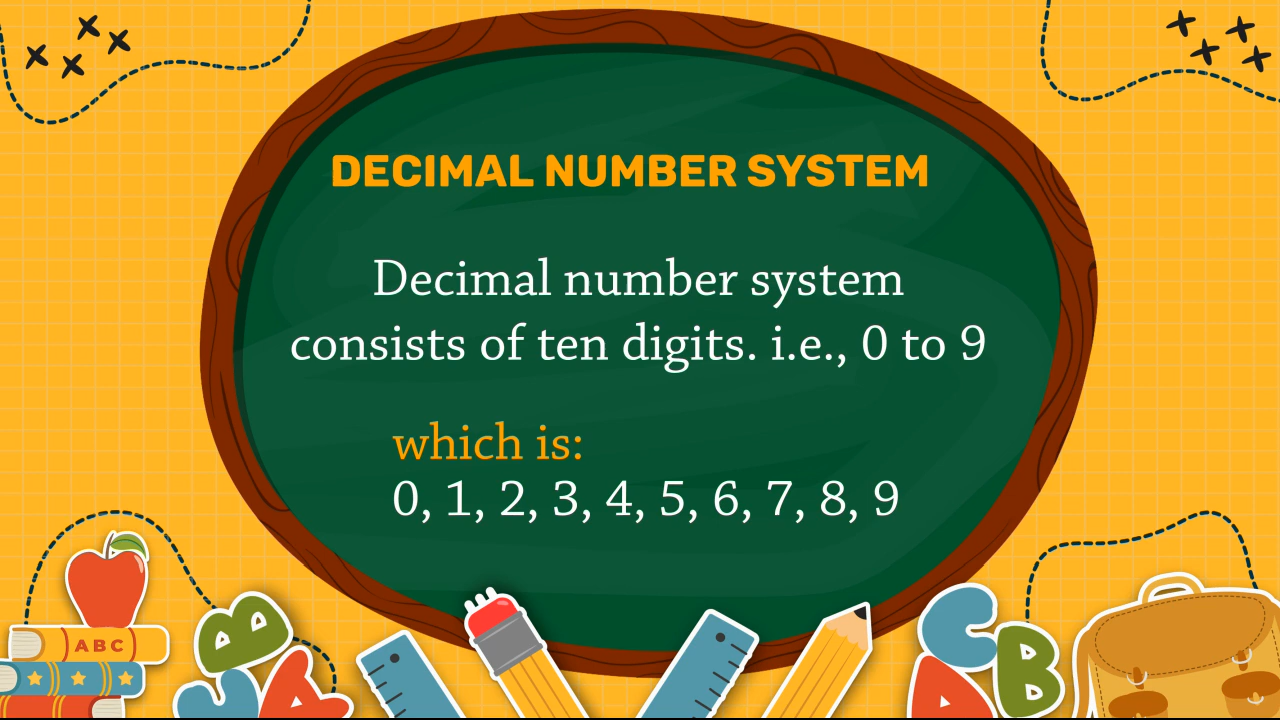 DECIMAL NUMBER SYSTEM
Decimal number system
consists of ten digits. i.e., 0 to 9
which is:
0, 1, 2, 3, 4, 5, 6, 7, 8, 9
ABC
B
C
A
C
B
A